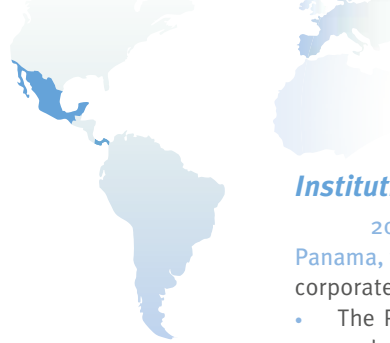 Institut
20
Panama,
corporate
• The